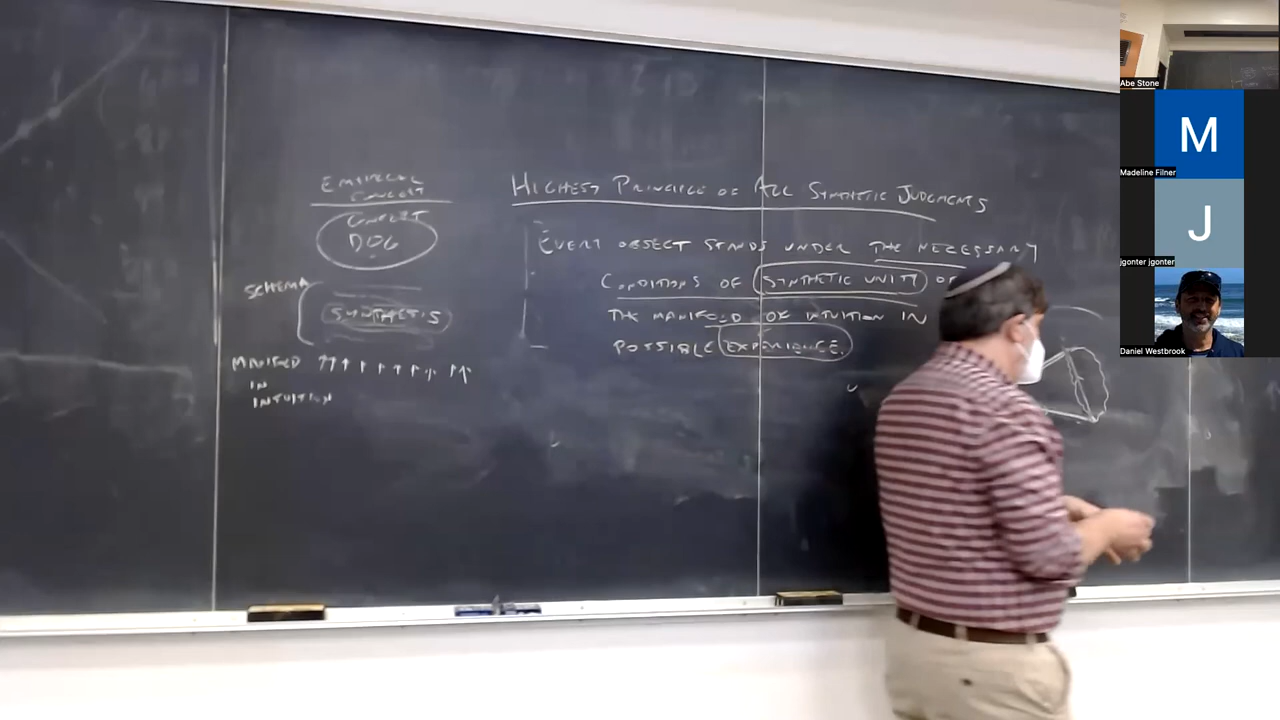 EMPIRICAL
CONCEPT
CONCEPT
DOG
SCHEMA
SYNTHESIS
MANIFOLD
IN
INTUITION
HIGHEST PRINCIPLE OF ALL SYNTHETIC JUDGMENTS
EVERY OBJECT STANDS UNDER THE NECESSARY
CONDITIONS OF SYNTHETIC UNITY OF
THE MANIFOLD OF INTUITION IN
POSSIBLE EXPERIENCE.
Abe Stone
M
Madeline Filner
J
jgonter jgonter
Daniel Westbrook